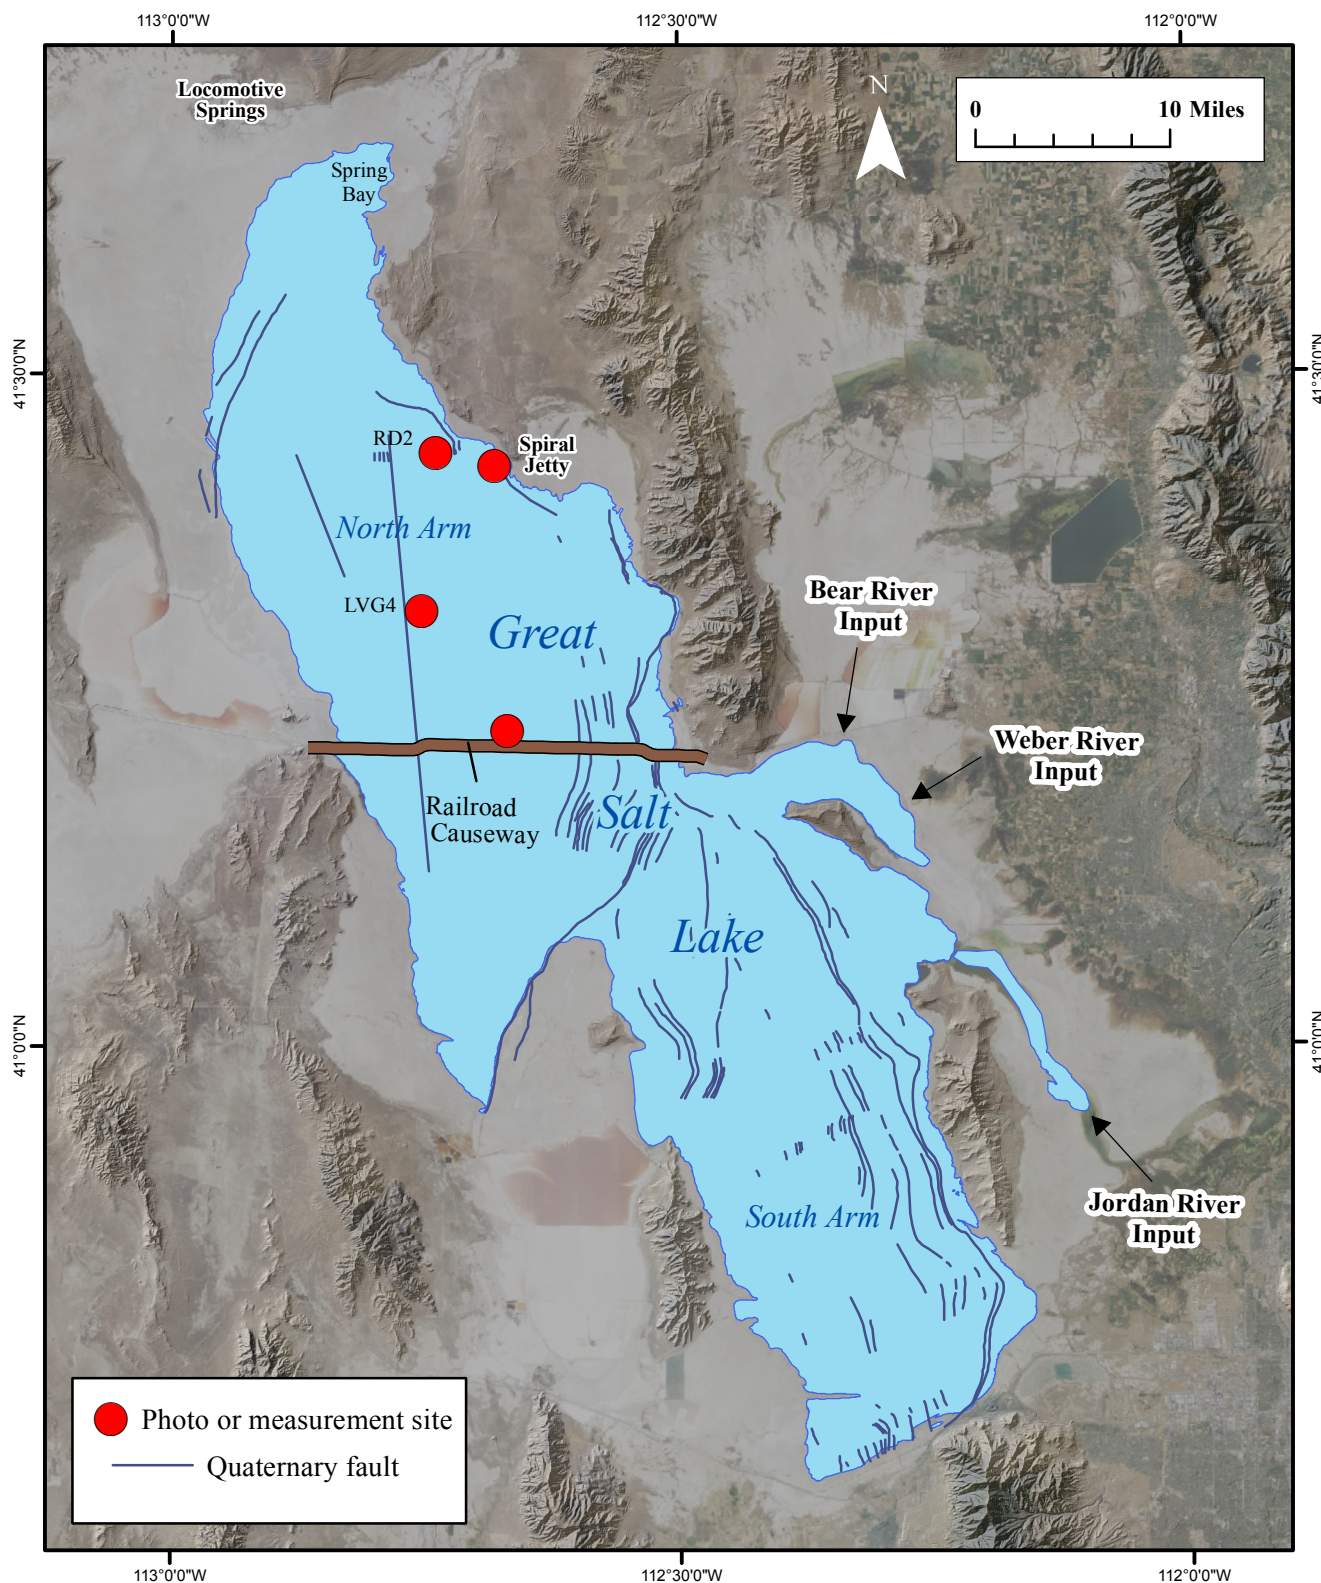 113°0'0"W
112°30'0"W
112°0'0"W
Locomotive
Springs
N
0
10 Miles
Spring
Bay
41°30'0"N
41°30'0"N
RD2
Spiral
Jetty
North Arm
Bear River
Input
LVG4
Great
Weber River
Input
Railroad
Causeway
Salt
Lake
41°0'0"N
41°0'0"N
Jordan River
Input
South Arm
Photo or measurement site
Quaternary fault
113°0'0"W
112°30'0"W
112°0'0"W